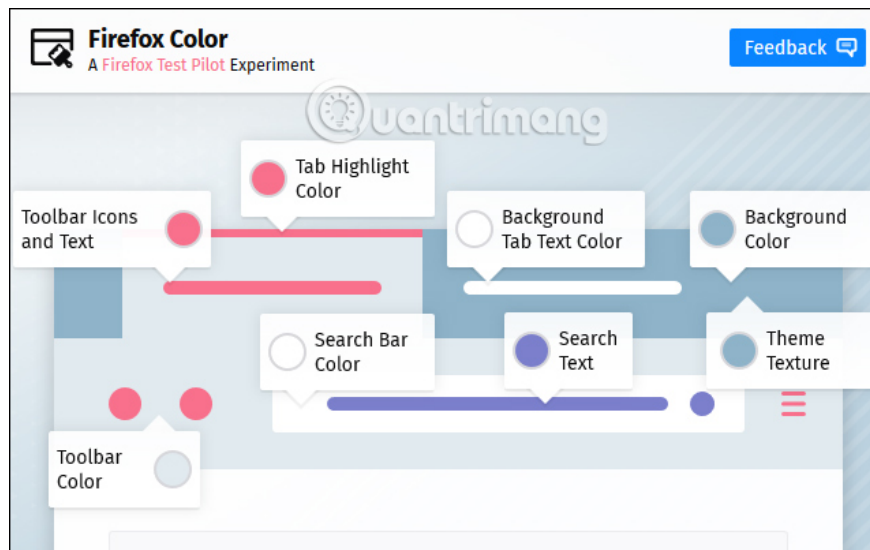 Firefox Color
A Firefox Test Pilot Experiment
Feedback
Quantrimang
Tab Highlight
Color
Toolbar Icons
and Text
Background
Tab Text Color
Background
Color
Search Bar
Color
Search
Text
Theme
Texture
Toolbar
Color